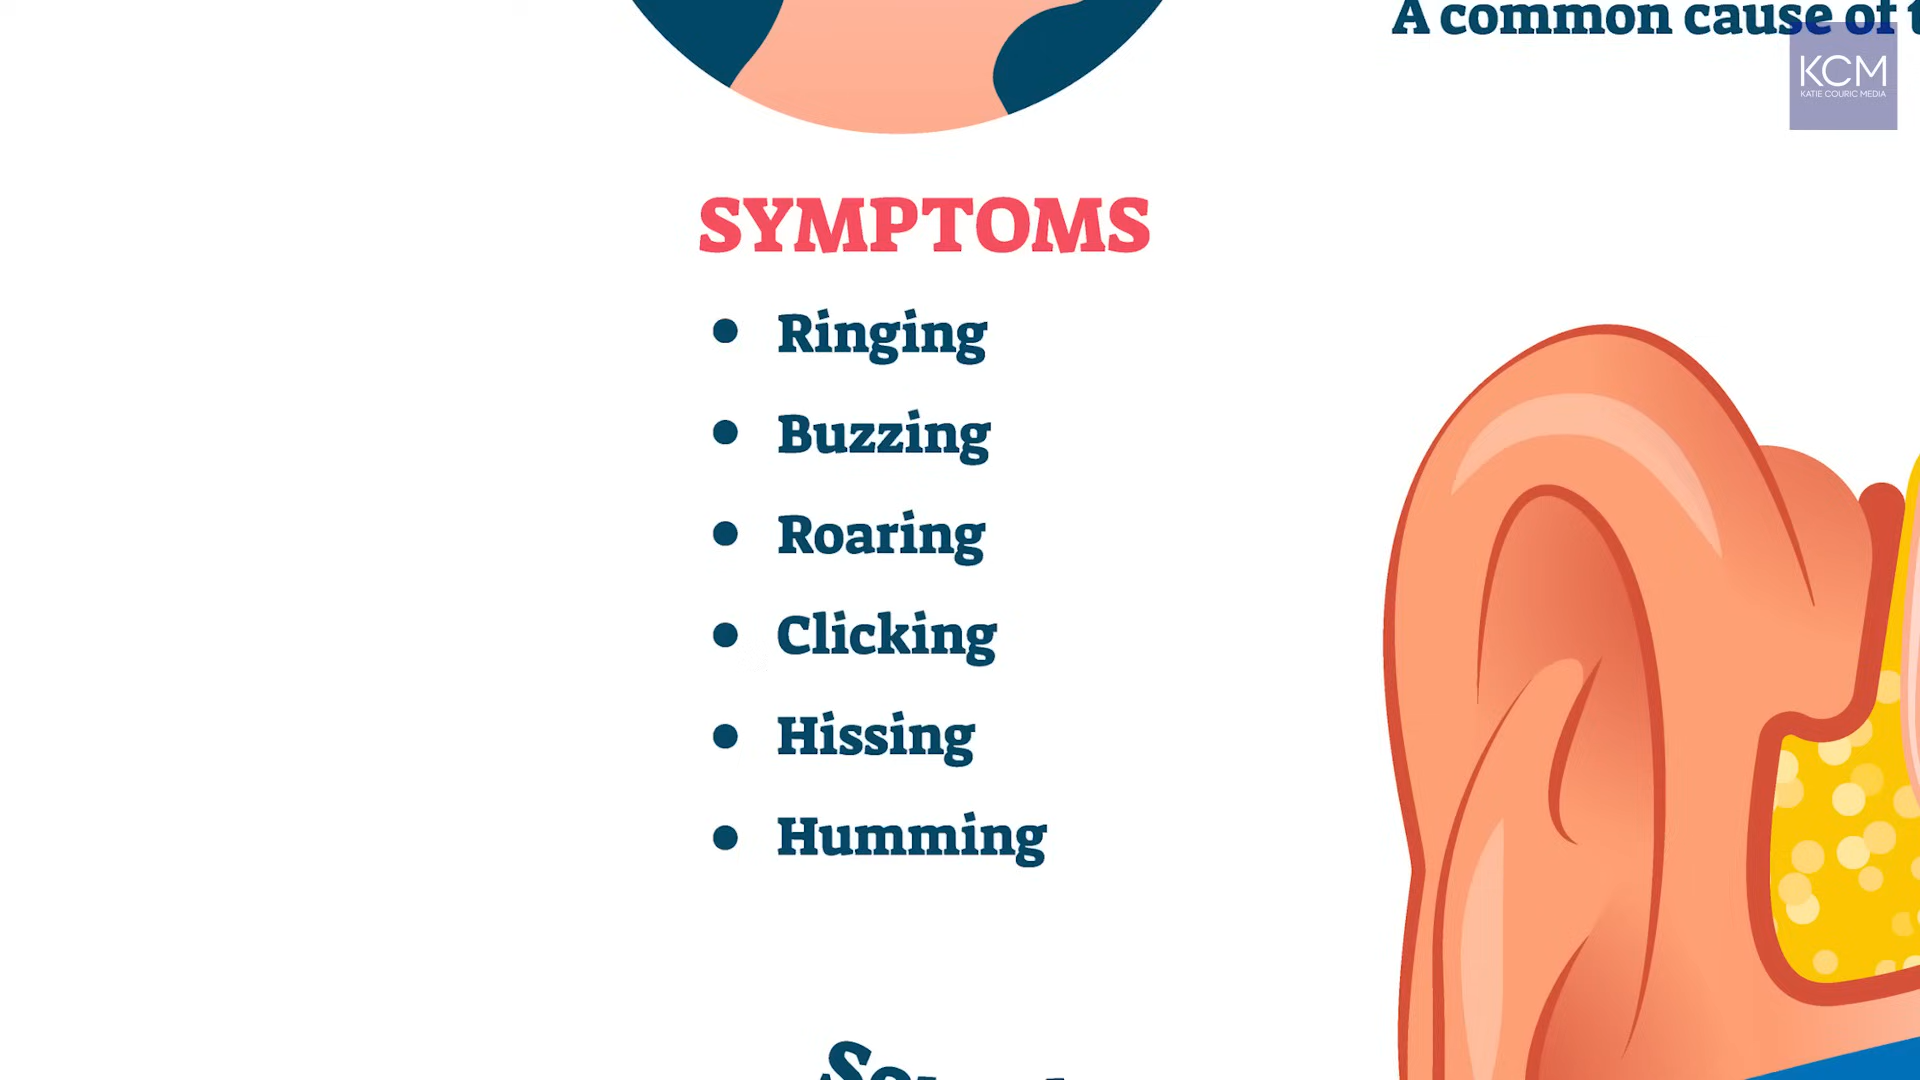 A common cause of t
KCM
KATIE COURIC MEDIA
SYMPTOMS
• Ringing
• Buzzing
• Roaring
• Clicking
• Hissing
• Humming